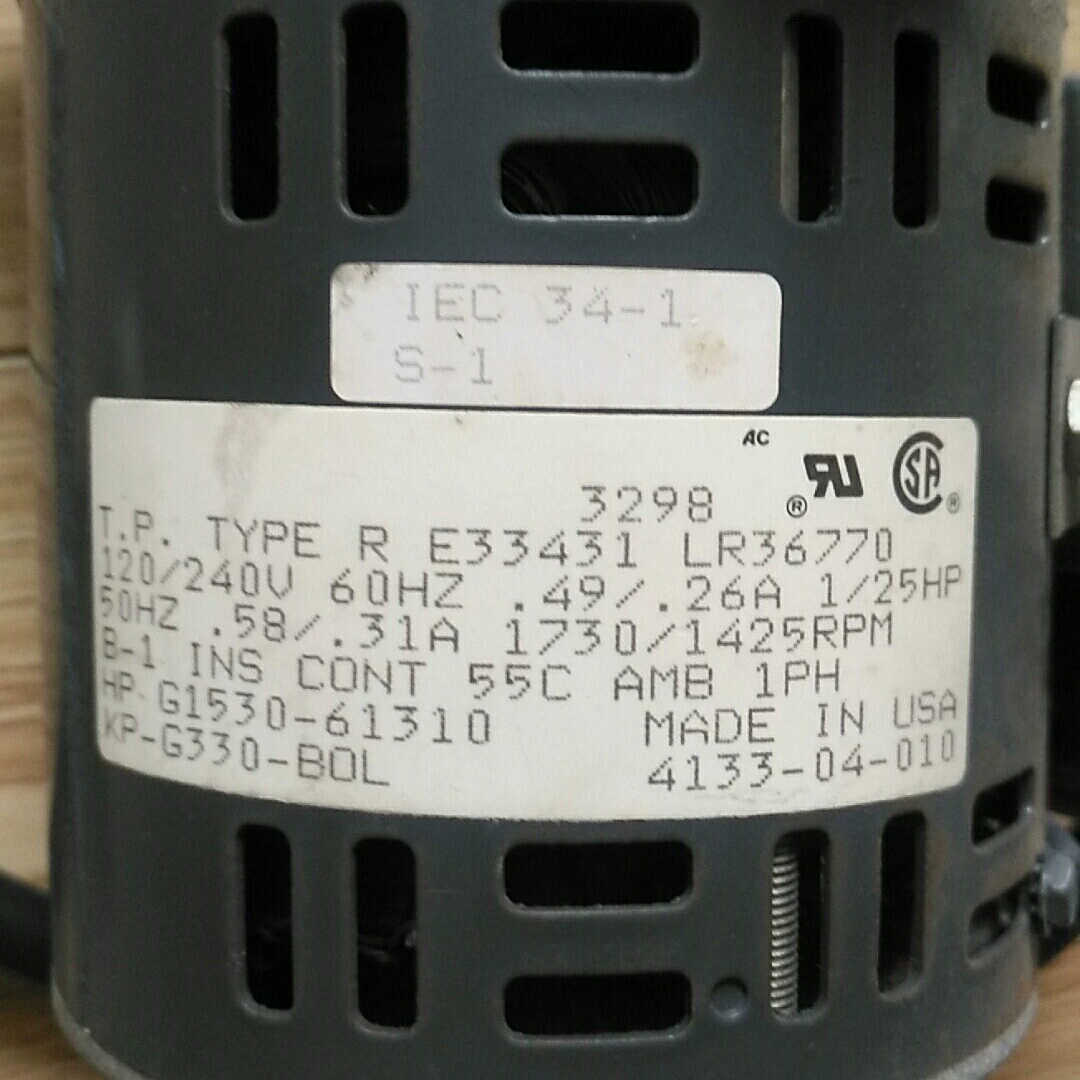 IEC 34-1
S-1
AC
3298 ® RU SA ®
T.P. TYPE R E33431 LR36770
120/240V 60HZ .49/.26A 1/25HP
50HZ .58/.31A 1730/1425RPM
B-1 INS CONT 55C AMB 1PH
HP G1530-61310 MADE IN USA
KP-G330-BOL 4133-04-010